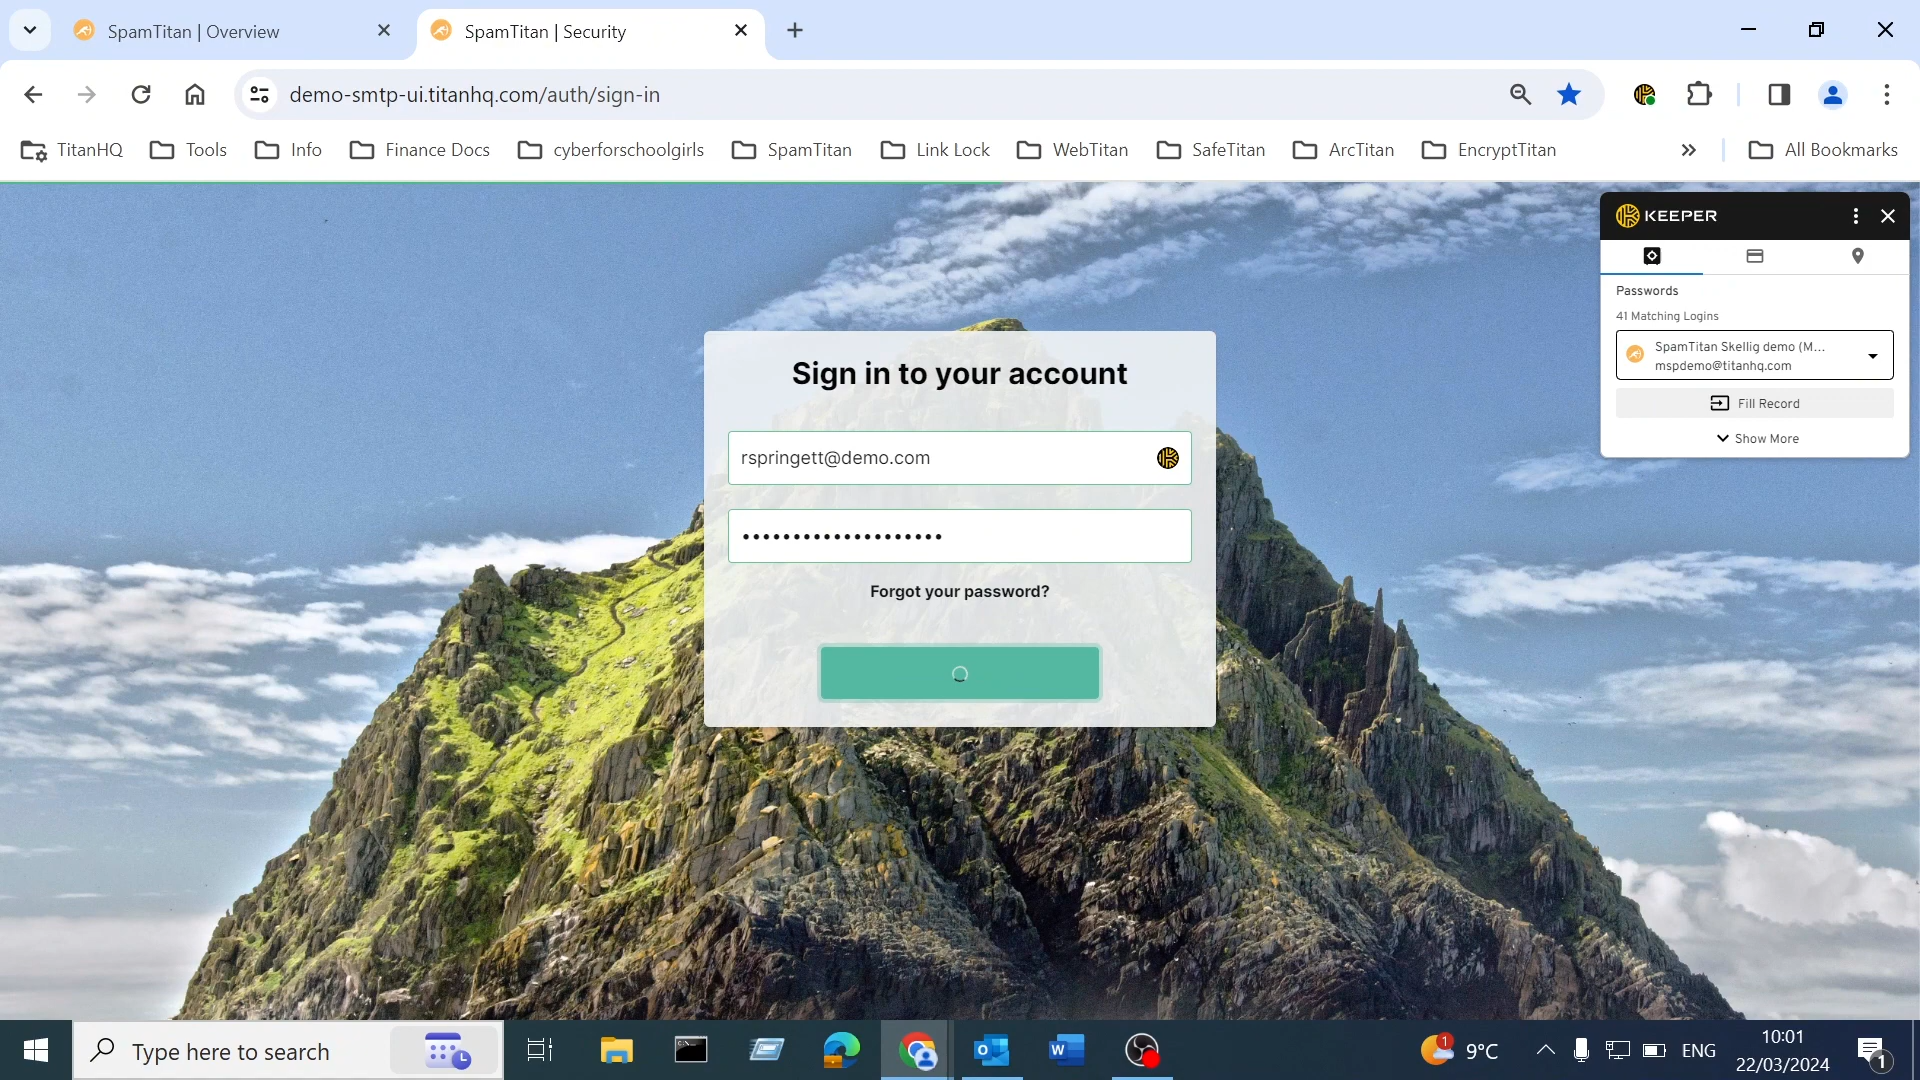 SpamTitan | Overview
SpamTitan | Security
demo-smtp-ui.titanhq.com/auth/sign-in
TitanHQ
Tools
Info
Finance Docs
cyberforschoolgirls
SpamTitan
Link Lock
WebTitan
SafeTitan
ArcTitan
EncryptTitan
All Bookmarks
KEEPER
Passwords
41 Matching Logins
SpamTitan Skellig demo (M...
mspdemo@titanhq.com
Fill Record
Show More
Sign in to your account
rspringett@demo.com
Forgot your password?
Type here to search
1
9°C
ENG
10:01
22/03/2024
1